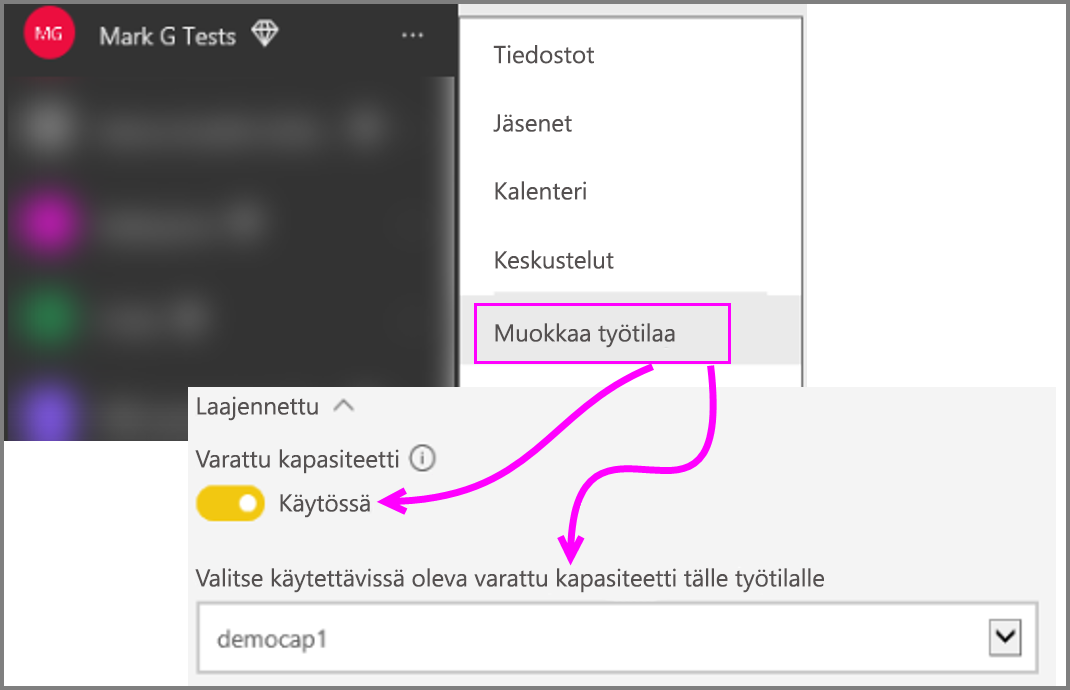 MG Mark G Tests ...
Tiedostot
Jäsenet
Kalenteri
Keskustelut
Muokkaa työtilaa
Laajennettu
Varattu kapasiteetti
Käytössä
Valitse käytettävissä oleva varattu kapasiteetti tälle työtilalle
democap1